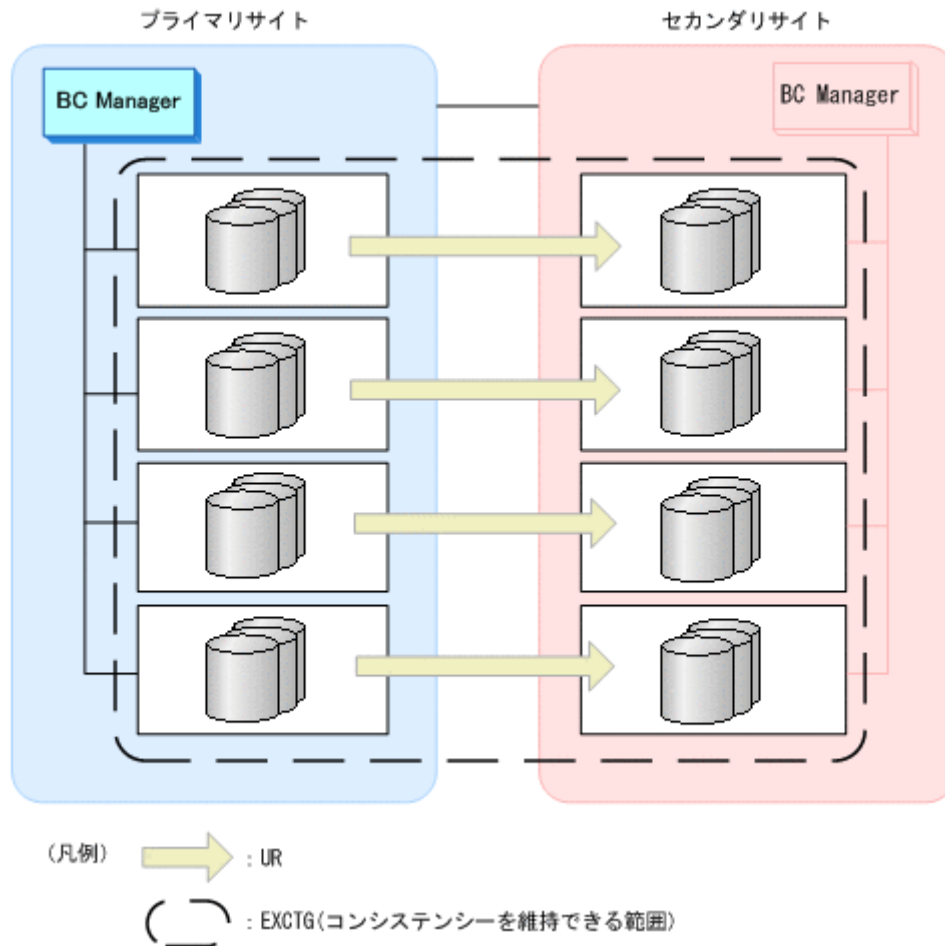 プライマリサイト
セカンダリサイト
BC Manager
BC Manager
(凡例)
: UR
: EXCTG(コンシステンシーを維持できる範囲)